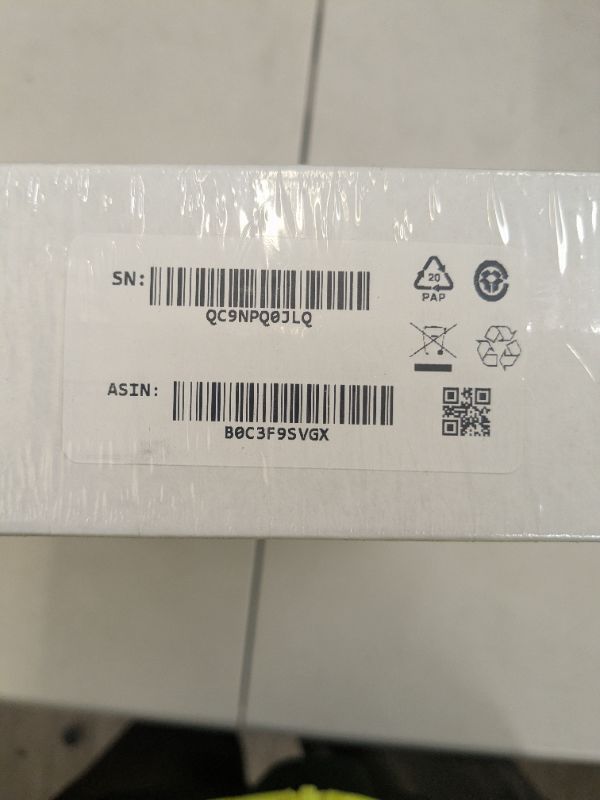 SN:
QC9NPQ0JLQ
20
PAP
ASIN:
B0C3F9SVGX